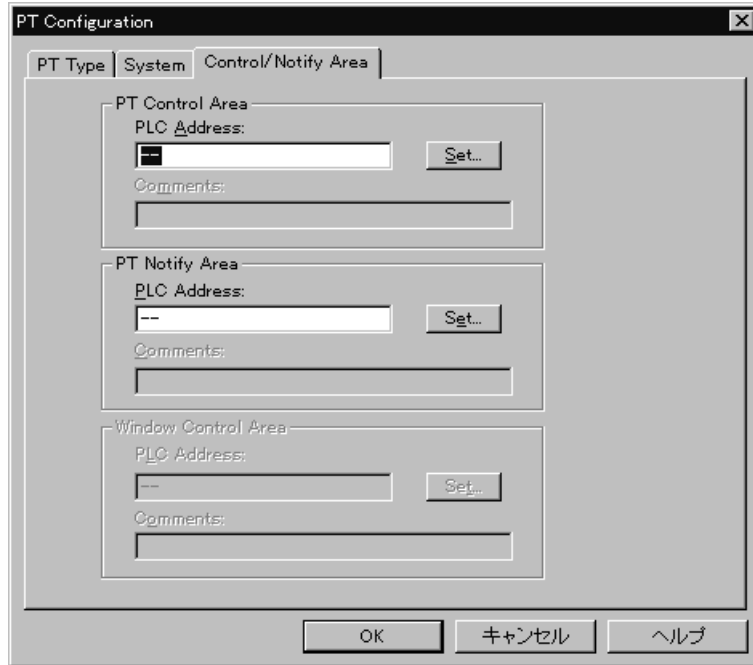 PT Configuration
PT Type System Control/Notify Area
PT Control Area
PLC Address:
--
Set...
Comments:
PT Notify Area
PLC Address:
--
Set...
Comments:
Window Control Area
PLC Address:
--
Set...
Comments:
OK キャンセル ヘルプ